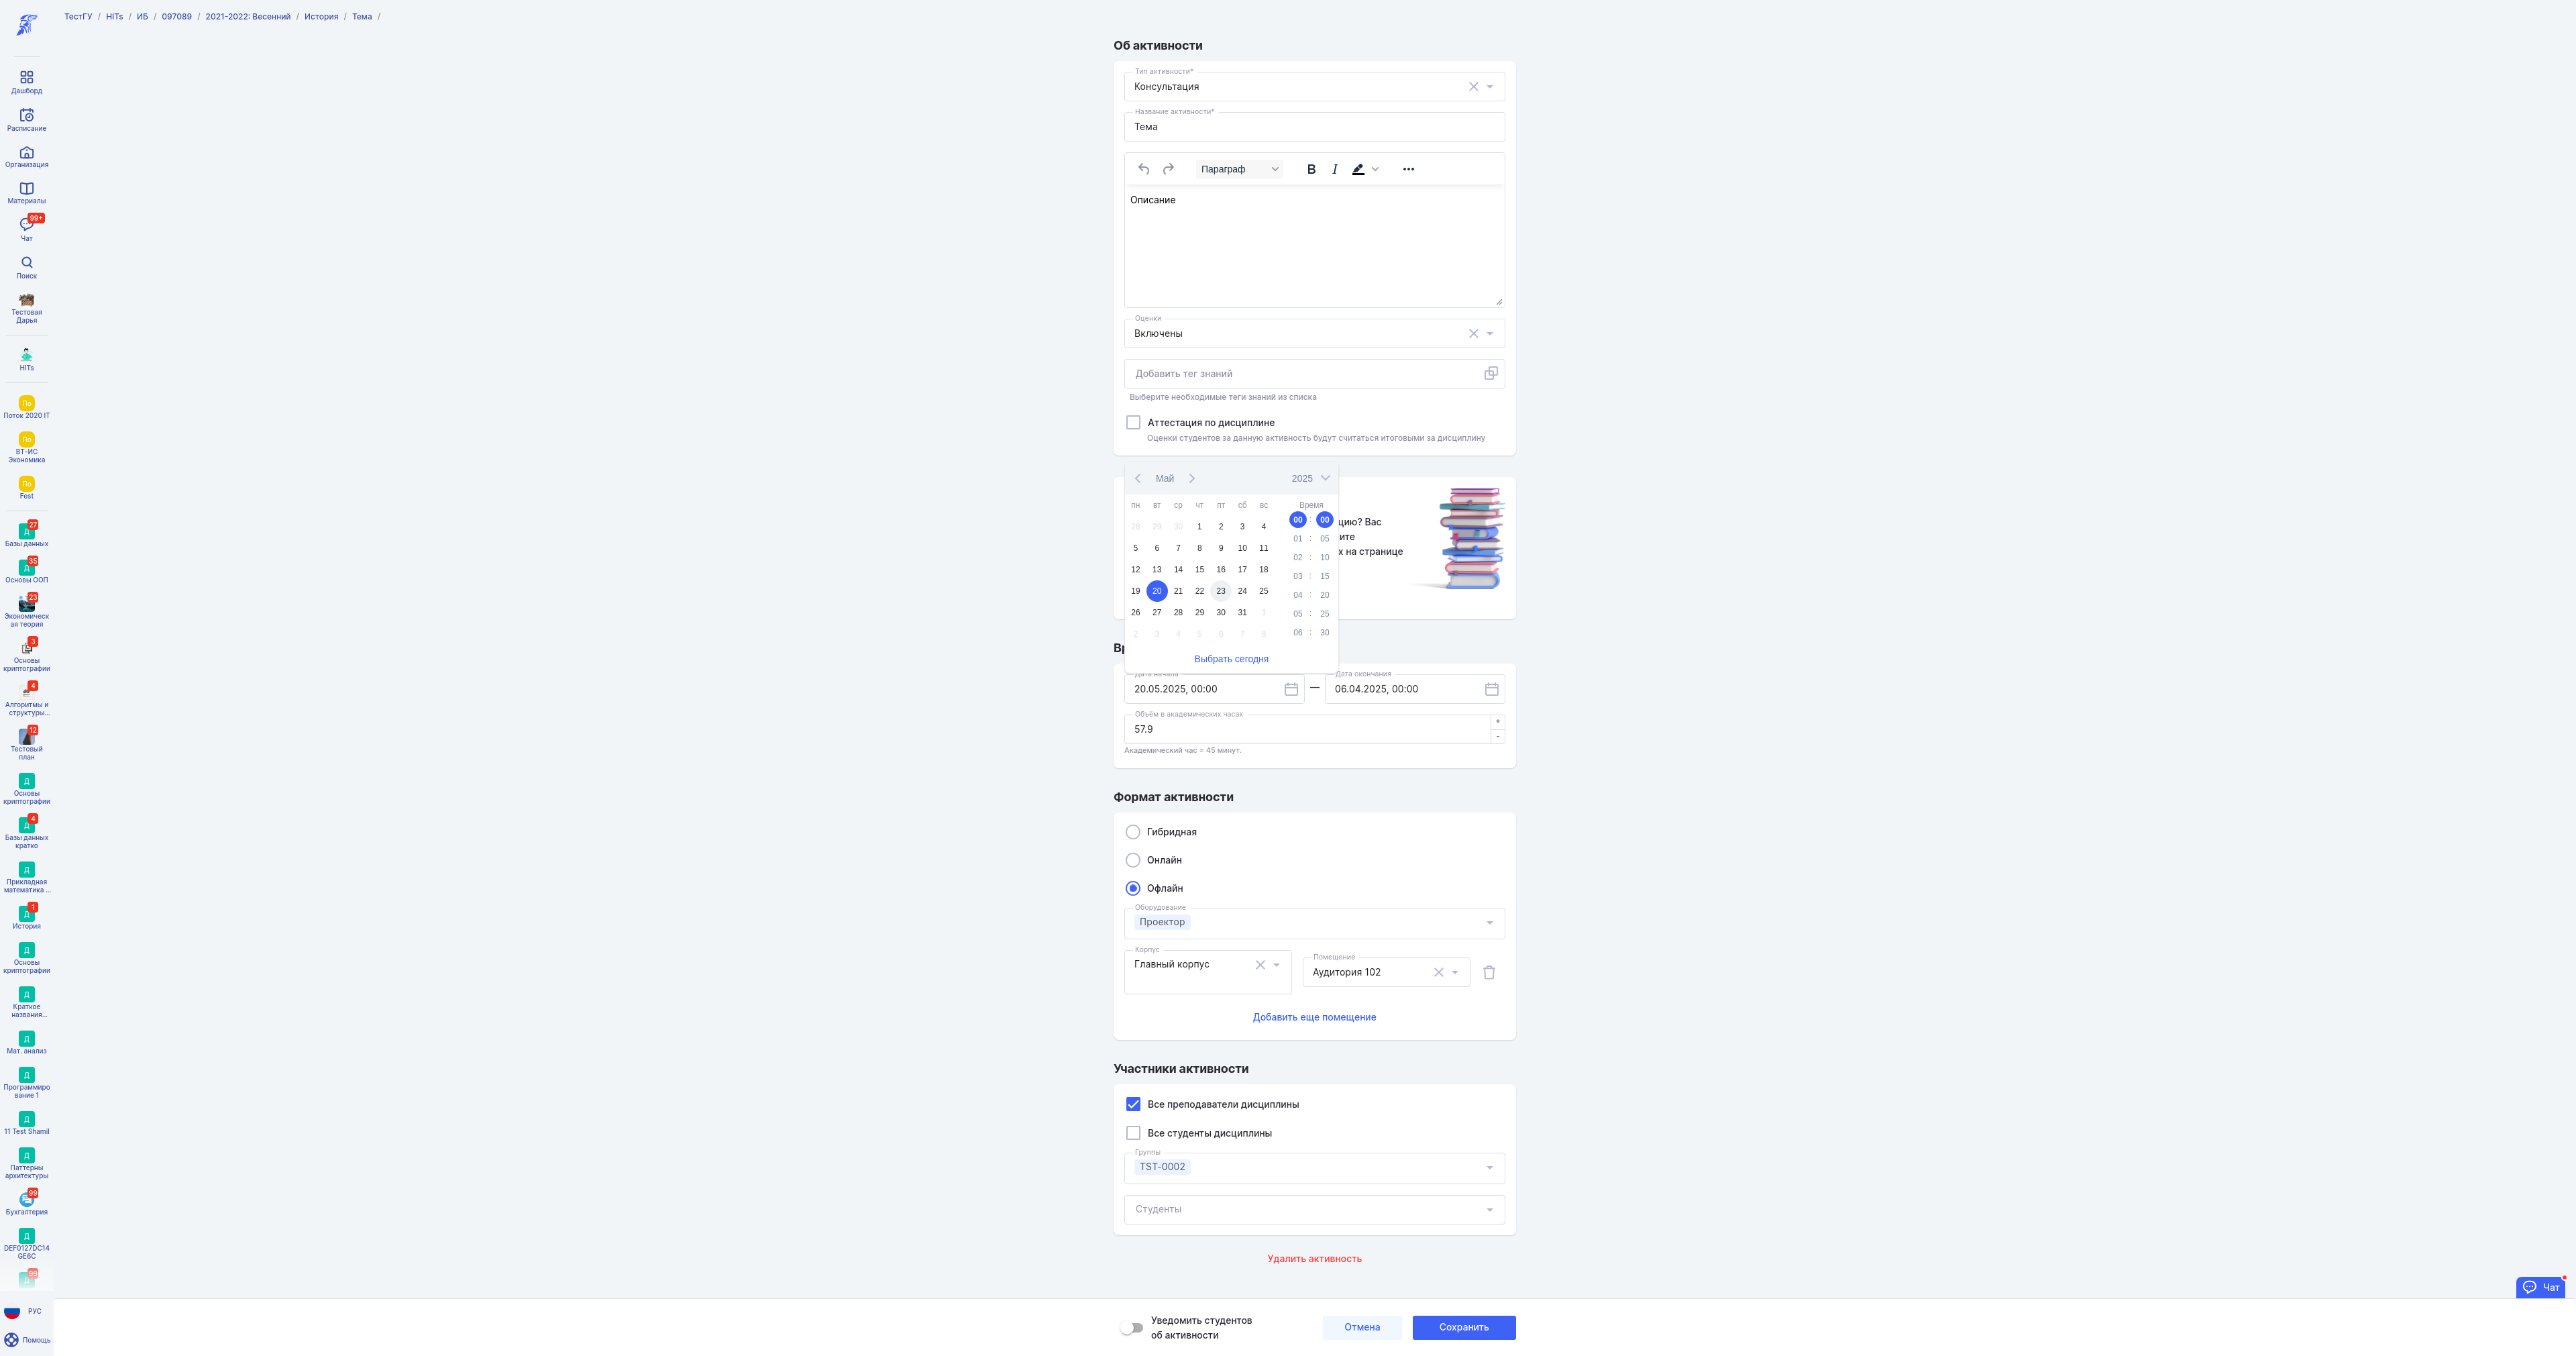 ТестГУ / HITs / ИБ / 097089 / 2021-2022: Весенний / История / Тема /
Дашборд
Расписание
Организация
Материалы
99+
Чат
Поиск
Тестовая
Дарья
HITs
По
Поток 2020 IT
По
ВТ-ИС
Экономика
По
Fest
27
Д
Базы данных
35
Д
Основы ООП
23
Экономическ
ая теория
3
Основы
криптографии
4
Алгоритмы и
структуры...
12
Тестовый
план
Д
Основы
криптографии
4
Д
Базы данных
кратко
Д
Прикладная
математика ...
1
Д
История
Д
Основы
криптографии
Д
Краткое
названия...
Д
Мат. анализ
Д
Программиро
вание 1
Д
11 Test Shamil
Д
Паттерны
архитектуры
99
Бухгалтерия
Д
DEF0127DC14
GE6C
99
Д
РУС
Помощь
Об активности
Тип активности*
Консультация
Название активности*
Тема
Параграф
B I
Описание
Оценки
Включены
Добавить тег знаний
Выберите необходимые теги знаний из списка
Аттестация по дисциплине
Оценки студентов за данную активность будут считаться итоговыми за дисциплину
Май 2025
пн вт ср чт пт сб вс Время
28 29 30 1 2 3 4 00 : 00
5 6 7 8 9 10 11 01 : 05
12 13 14 15 16 17 18 02 : 10
19 20 21 22 23 24 25 03 : 15
26 27 28 29 30 31 1 04 : 20
2 3 4 5 6 7 8 05 : 25
06 : 30
Выбрать сегодня
цию? Вас
ите
х на странице
Вр
Дата начала
20.05.2025, 00:00
—
Дата окончания
06.04.2025, 00:00
Объём в академических часах
57.9
+
-
Академический час = 45 минут.
Формат активности
Гибридная
Онлайн
Офлайн
Оборудование
Проектор
Корпус
Главный корпус
Помещение
Аудитория 102
Добавить еще помещение
Участники активности
Все преподаватели дисциплины
Все студенты дисциплины
Группы
TST-0002
Студенты
Удалить активность
Чат
Уведомить студентов
об активности
Отмена
Сохранить